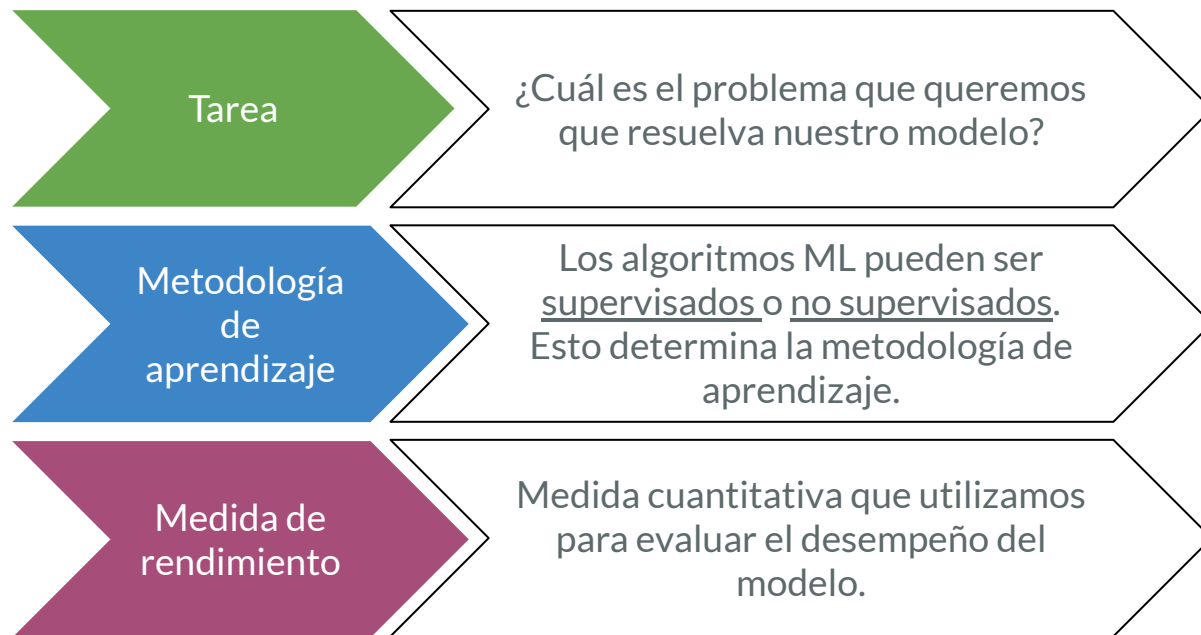 Tarea
¿Cuál es el problema que queremos
que resuelva nuestro modelo?
Metodología
de
aprendizaje
Los algoritmos ML pueden ser
supervisados o no supervisados.
Esto determina la metodología de
aprendizaje.
Medida de
rendimiento
Medida cuantitativa que utilizamos
para evaluar el desempeño del
modelo.